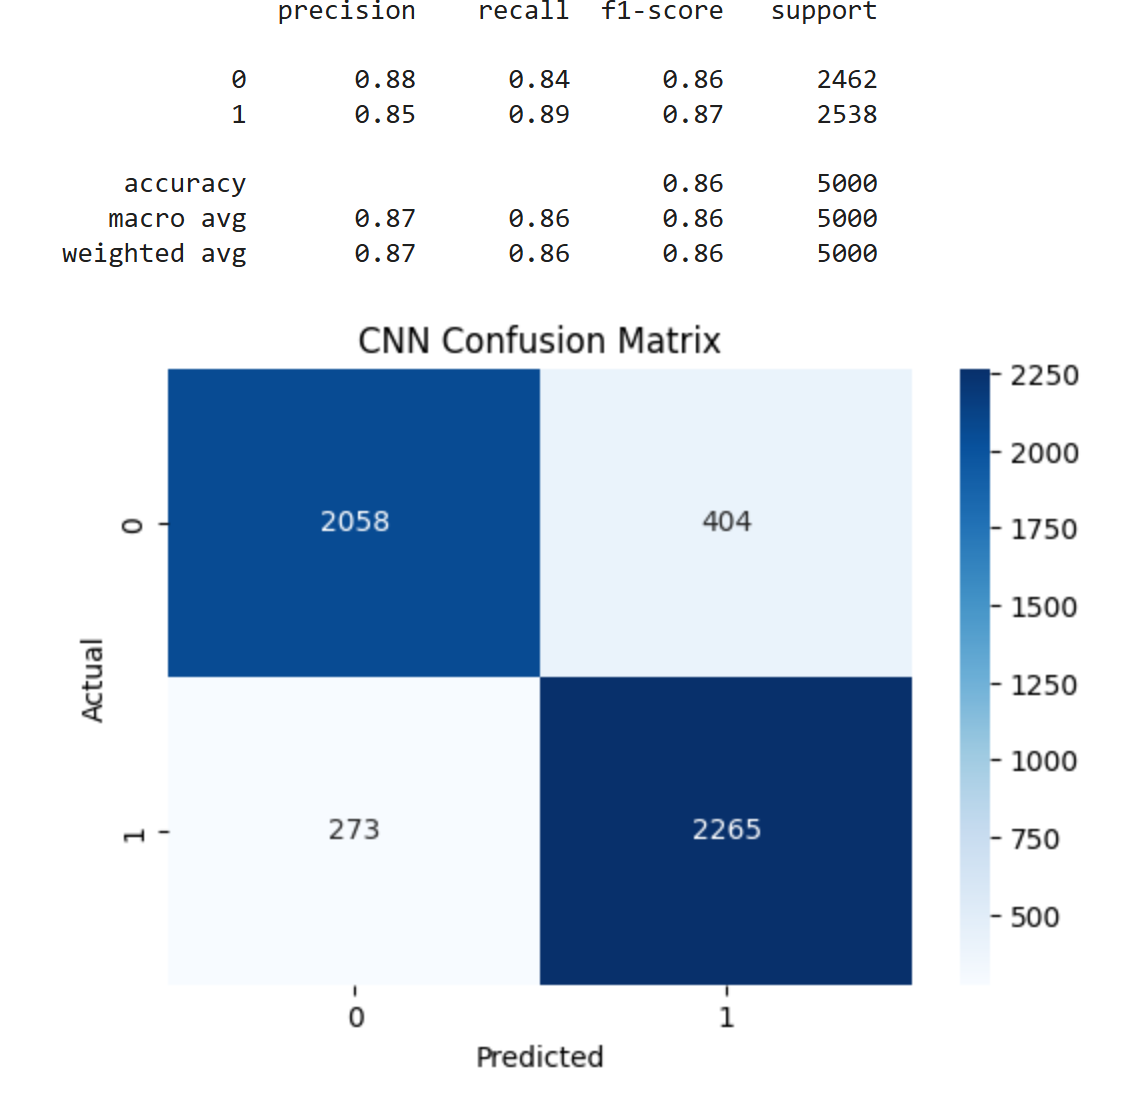 precision recall f1-score support
0 0.88 0.84 0.86 2462
1 0.85 0.89 0.87 2538
accuracy 0.86 5000
macro avg 0.87 0.86 0.86 5000
weighted avg 0.87 0.86 0.86 5000
CNN Confusion Matrix
2058 404
273 2265
0
1
Actual
0 1
Predicted
2250
2000
1750
1500
1250
1000
750
500